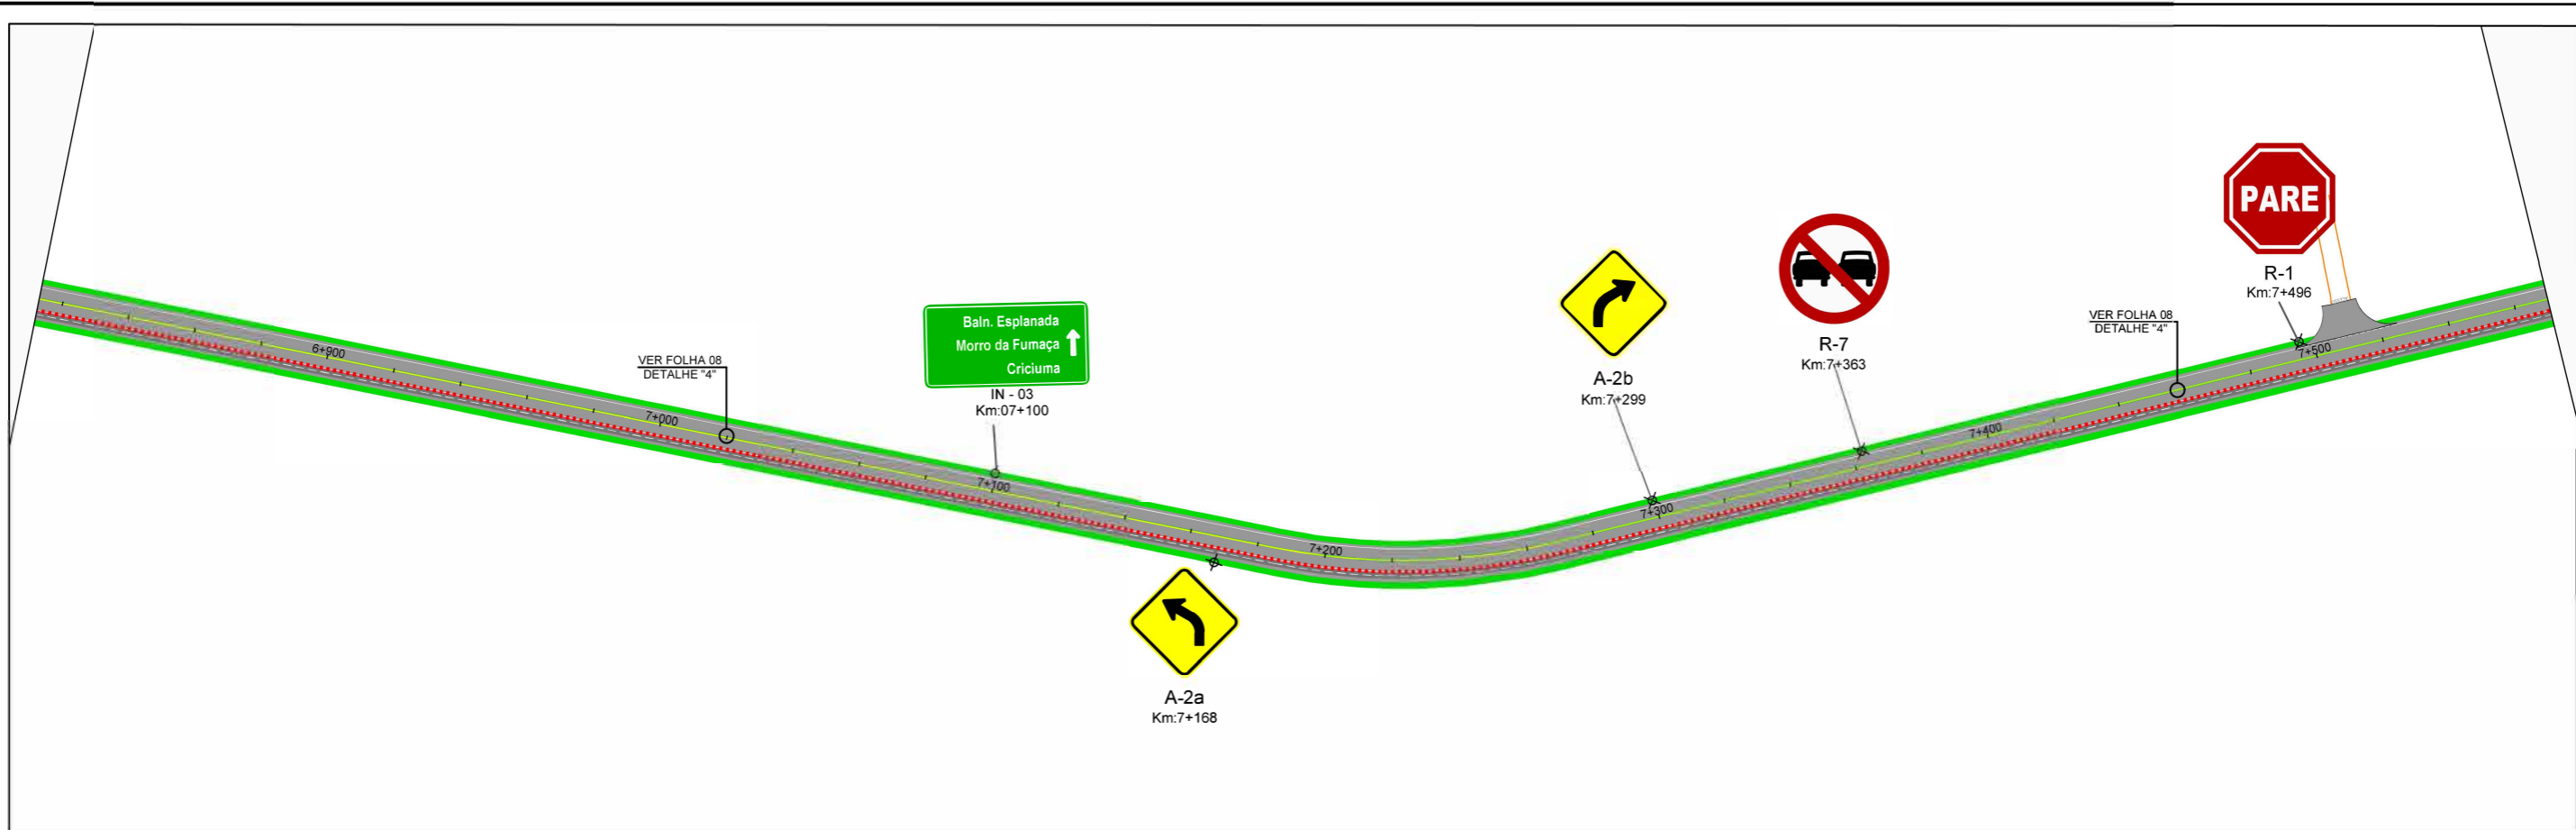 PARE
R-1
Km:7+496
R-7
Km:7+363
A-2b
Km:7+299
Baln. Esplanada
Morro da Fumaça
Criciuma
IN - 03
Km:07+100
VER FOLHA 08
DETALHE "4"
VER FOLHA 08
DETALHE "4"
6+900
7+000
7+100
7+200
7+300
7+400
7+500
A-2a
Km:7+168